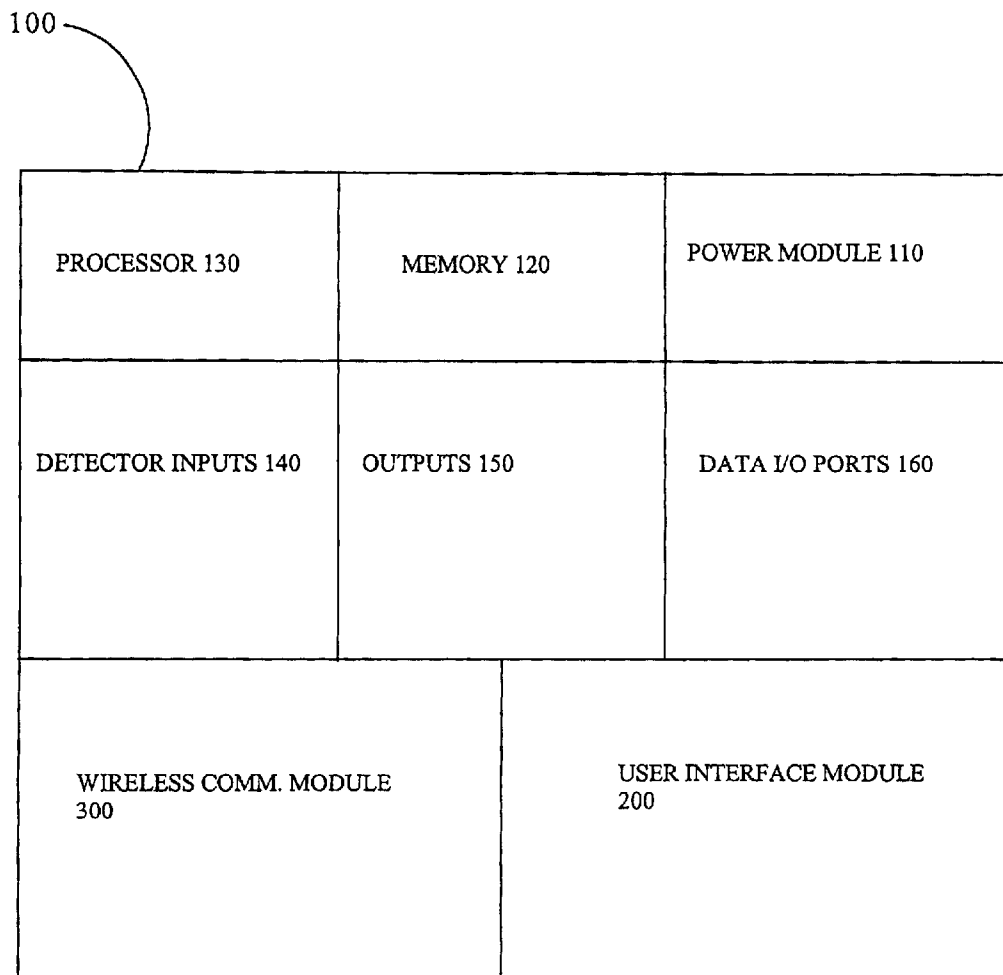 100
PROCESSOR 130
MEMORY 120
POWER MODULE 110
DETECTOR INPUTS 140
OUTPUTS 150
DATA I/O PORTS 160
WIRELESS COMM. MODULE
300
USER INTERFACE MODULE
200